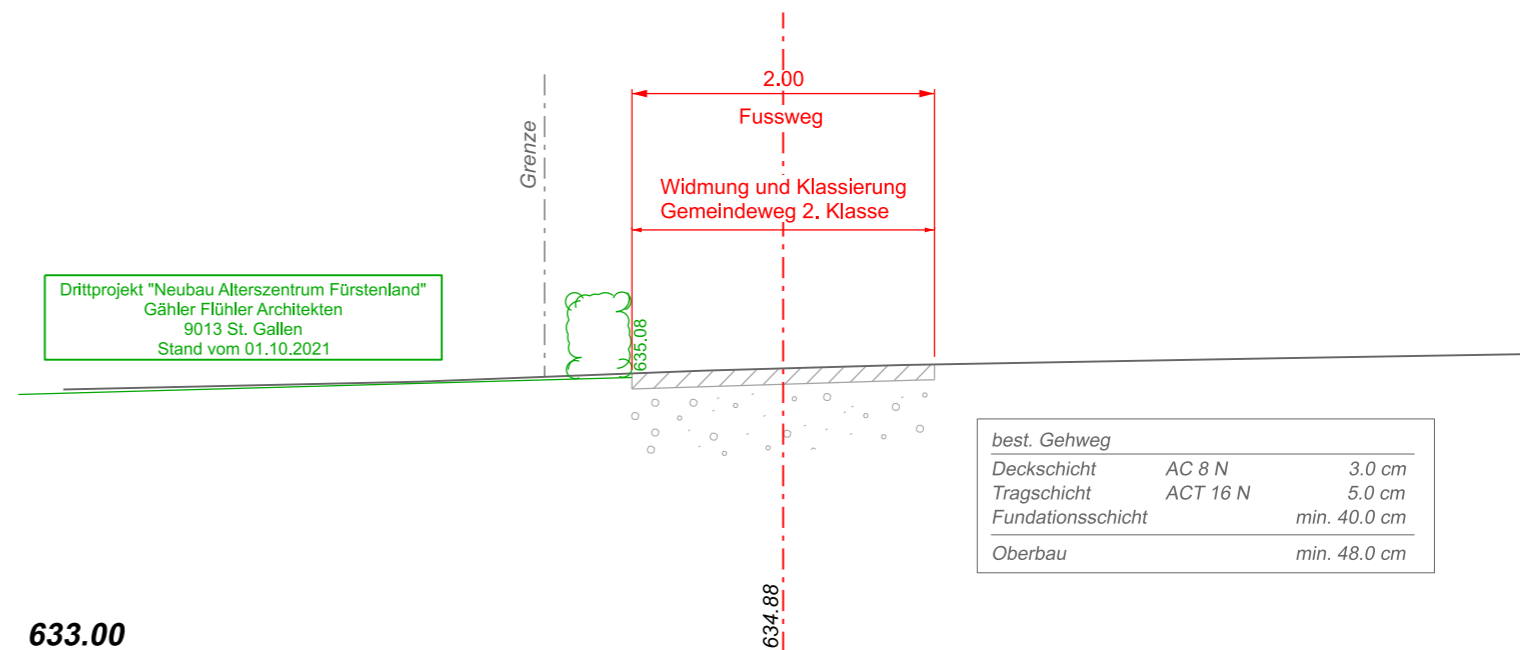 2.00
Fussweg
Grenze
Widmung und Klassierung
Gemeindeweg 2. Klasse
Drittprojekt "Neubau Alterszentrum Fürstenland"
Gähler Flühler Architekten
9013 St. Gallen
Stand vom 01.10.2021
635.08
best. Gehweg
Deckschicht AC 8 N 3.0 cm
Tragschicht ACT 16 N 5.0 cm
Fundationsschicht min. 40.0 cm
Oberbau min. 48.0 cm
634.88
633.00